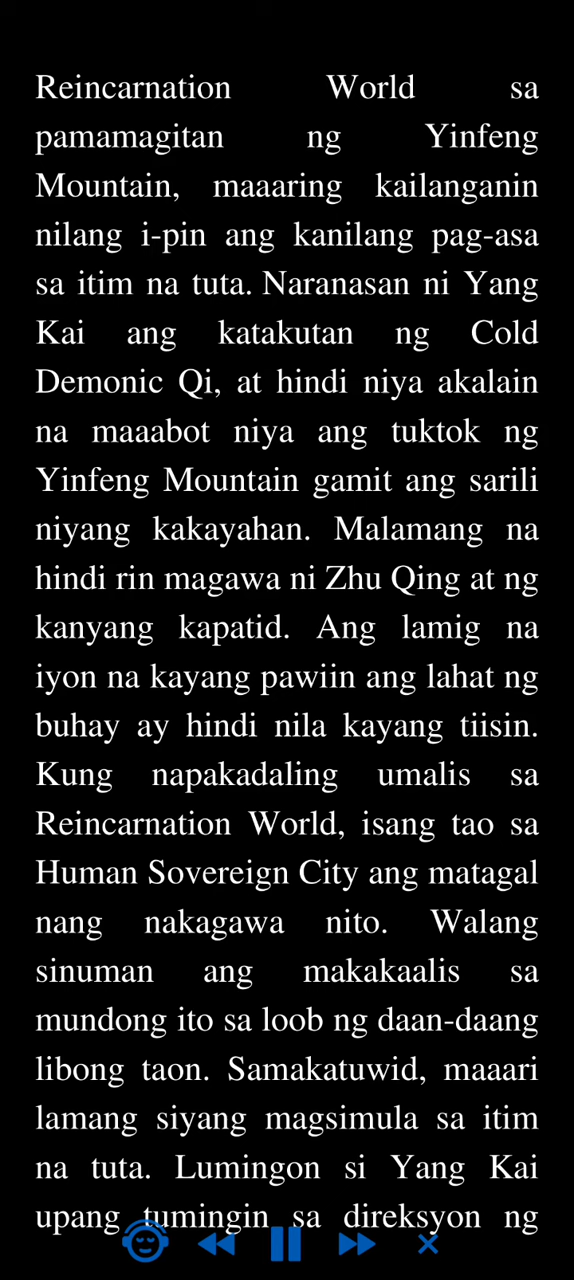 Reincarnation World sa
pamamagitan ng Yinfeng
Mountain, maaaring kailanganin
nilang i-pin ang kanilang pag-asa
sa itim na tuta. Naranasan ni Yang
Kai ang katakutan ng Cold
Demonic Qi, at hindi niya akalain
na maaabot niya ang tuktok ng
Yinfeng Mountain gamit ang sarili
niyang kakayahan. Malamang na
hindi rin magawa ni Zhu Qing at ng
kanyang kapatid. Ang lamig na
iyon na kayang pawiin ang lahat ng
buhay ay hindi nila kayang tiisin.
Kung napakadaling umalis sa
Reincarnation World, isang tao sa
Human Sovereign City ang matagal
nang nakagawa nito. Walang
sinuman ang makakaalis sa
mundong ito sa loob ng daan-daang
libong taon. Samakatuwid, maaari
lamang siyang magsimula sa itim
na tuta. Lumingon si Yang Kai
upang tumingin sa direksyon ng